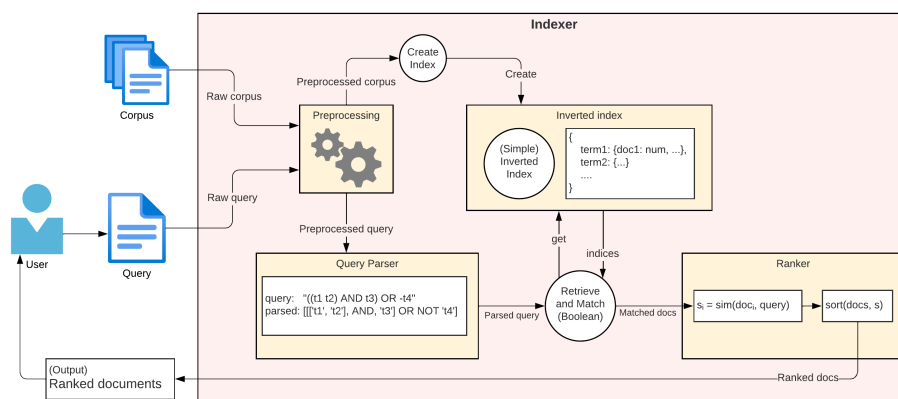 Indexer
Corpus
Raw corpus
Preprocessed corpus
Create
Index
Create
Preprocessing
Inverted index
(Simple)
Inverted
Index
{
term1: {doc1: num, ...},
term2: {...}
....
}
User
Query
Raw query
Preprocessed query
get
indices
Query Parser
query: "((t1 t2) AND t3) OR -t4"
parsed: [[['t1', 't2'], AND, 't3'] OR NOT 't4']
Parsed query
Retrieve
and Match
(Boolean)
Matched docs
Ranker
sᵢ = sim(docᵢ, query)
sort(docs, s)
Ranked docs
(Output)
Ranked documents